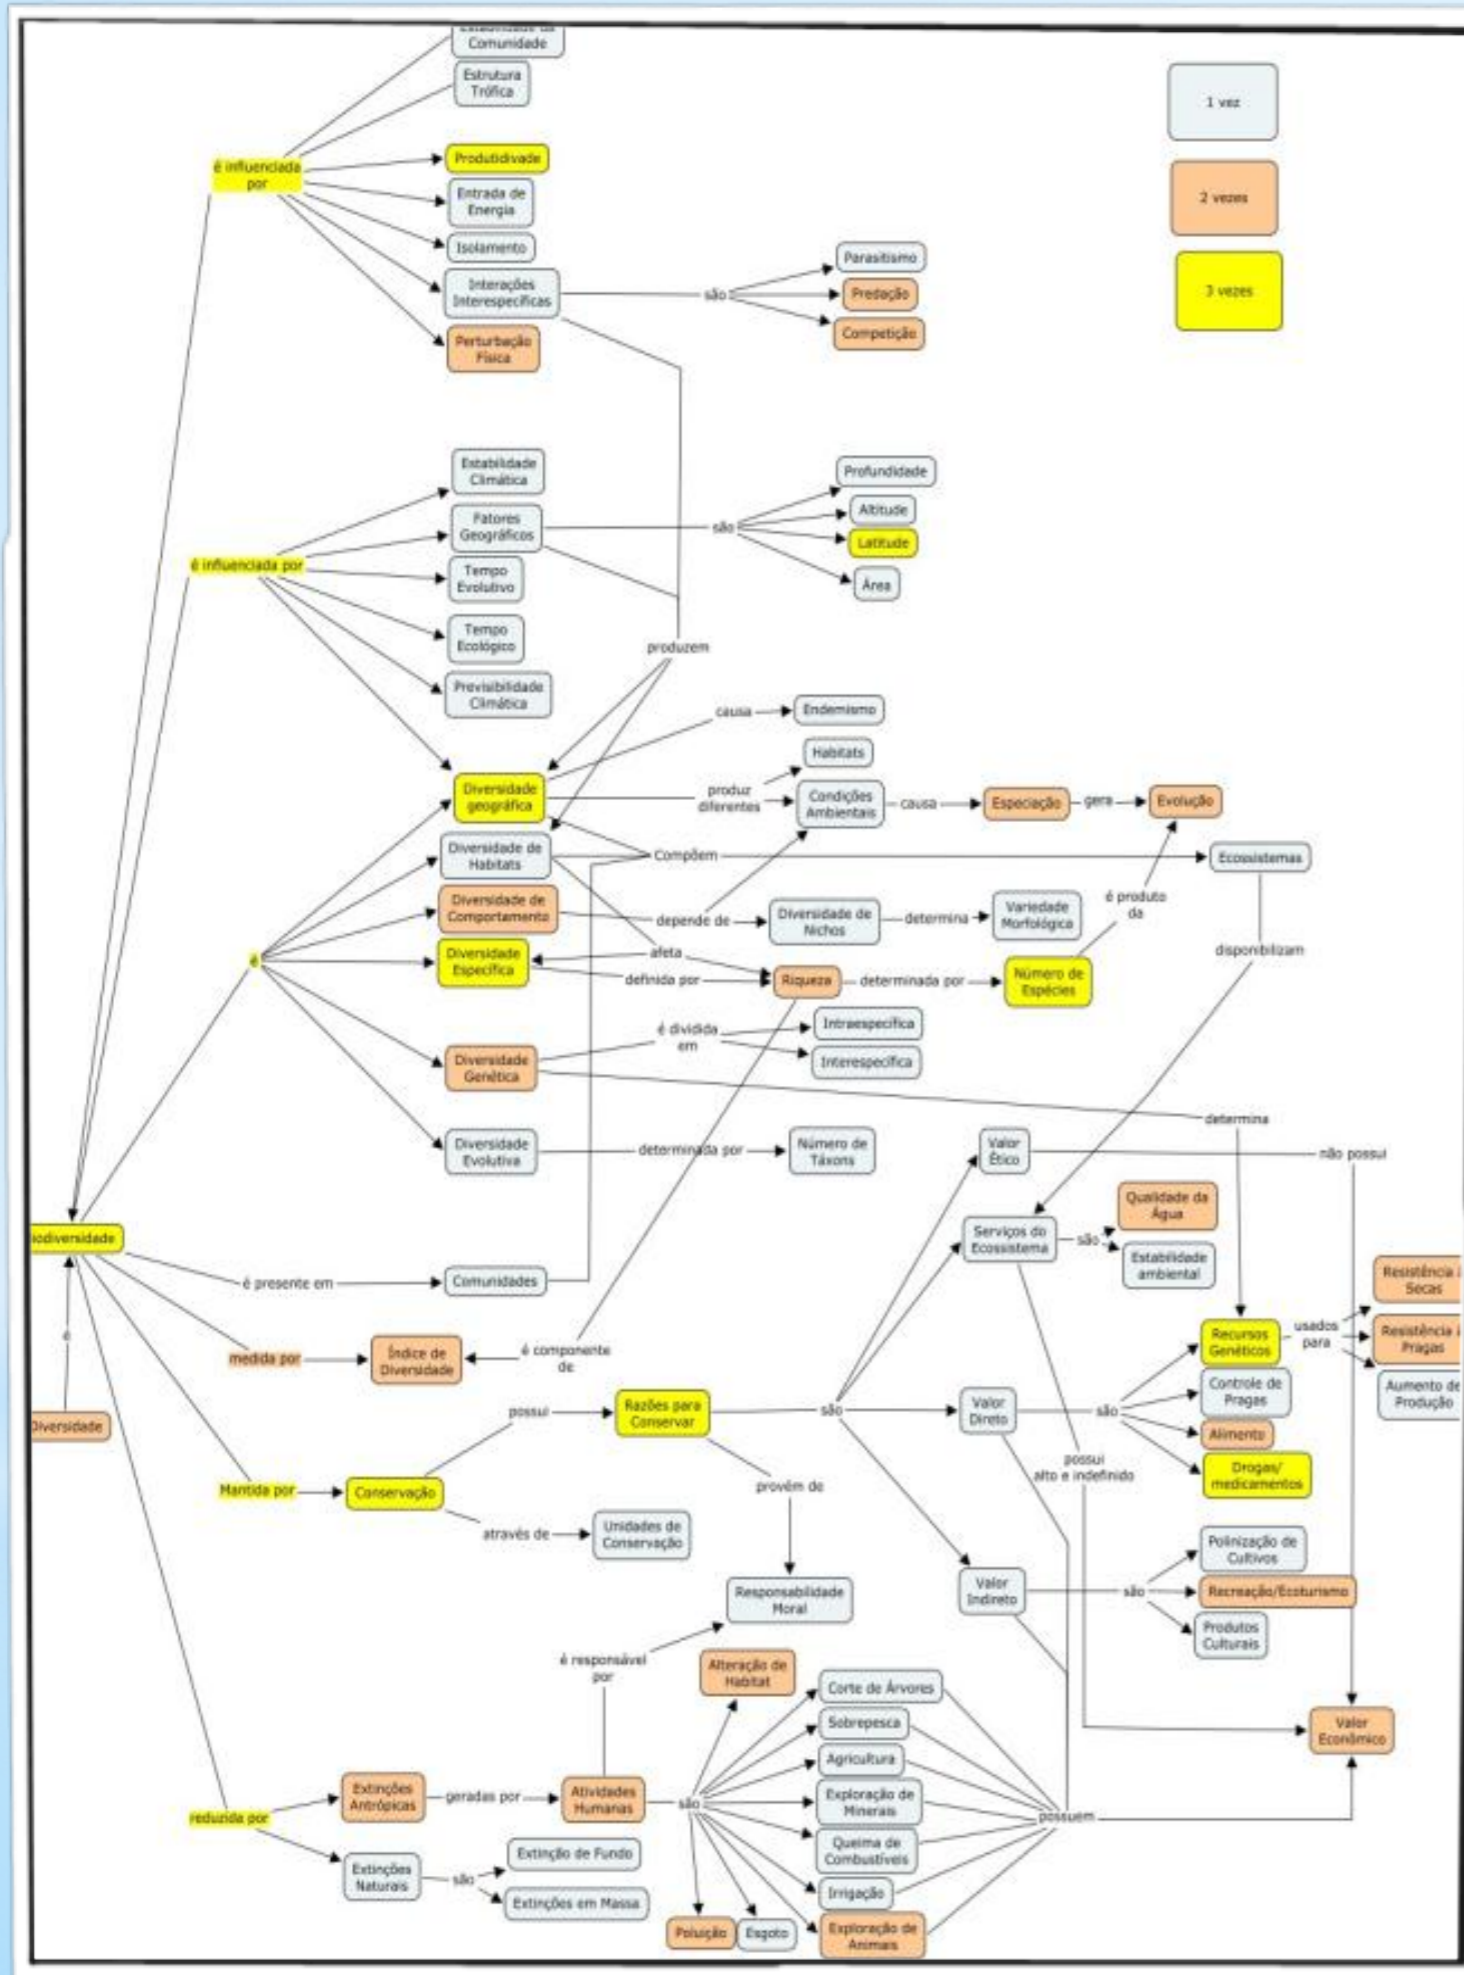 Comunidade
Estrutura
Trófica
1 vez
é influenciada
por
Produtidivade
Entrada de
Energia
2 vezes
Isolamento
Parasitismo
Interações
Interespecíficas
são
Predação
3 vezes
Competição
Perturbação
Física
Estabilidade
Climática
Profundidade
Fatores
Geográficos
são
Altitude
Latitude
é influenciada por
Tempo
Evolutivo
Área
Tempo
Ecológico
produzem
Previsibilidade
Climática
causa
Endemismo
Habitats
Diversidade
geográfica
produz
diferentes
Condições
Ambientais
causa
Especiação
gera
Evolução
Diversidade de
Habitats
Compõem
Ecossistemas
Diversidade de
Comportamento
depende de
Diversidade de
Nichos
determina
Variedade
Morfológica
é produto
da
disponibilizam
é
Diversidade
Específica
afeta
definida por
Riqueza
determinada por
Número de
Espécies
é dividida
em
Intraespecífica
Interespecífica
Diversidade
Genética
determina
Diversidade
Evolutiva
determinada por
Número de
Táxons
Valor
Ético
não possui
Qualidade da
Água
iodiversidade
Serviços do
Ecossistema
são
Estabilidade
ambiental
é presente em
Comunidades
Resistência
Secas
é
medida por
Índice de
Diversidade
é componente
de
Recursos
Genéticos
usados
para
Resistência
Pragas
Diversidade
possui
Razões para
Conservar
são
Valor
Direto
são
Controle de
Pragas
Aumento de
Produção
Alimento
possui
alto e indefinido
Drogas/
medicamentos
Mantida por
Conservação
provém de
através de
Unidades de
Conservação
Polinização de
Cultivos
Responsabilidade
Moral
Valor
Indireto
são
Recreação/Ecoturismo
Produtos
Culturais
é responsável
por
Alteração de
Habitat
Corte de Árvores
Sobrepesca
Valor
Econômico
Agricultura
reduzida por
Extinções
Antrópicas
geradas por
Atividades
Humanas
são
Exploração de
Minerais
possuem
Queima de
Combustíveis
Extinção de Fundo
Extinções
Naturais
são
Irrigação
Extinções em Massa
Poluição
Esgoto
Exploração de
Animais